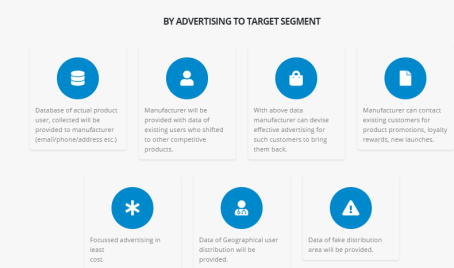 BY ADVERTISING TO TARGET SEGMENT
Database of actual product
user, collected will be
provided to manufacturer
(email/phone/address etc.)
Manufacturer will be
provided with data of
existing users who shifted
to other competitive
products.
With above data
manufacturer can devise
effective advertising for
such customers to bring
them back.
Manufacturer can contact
existing customers for
product promotions, loyalty
rewards, new launches.
Focussed advertising in
least
cost
Data of Geographical user
distribution will be
provided.
Data of fake distribution
area will be provided.